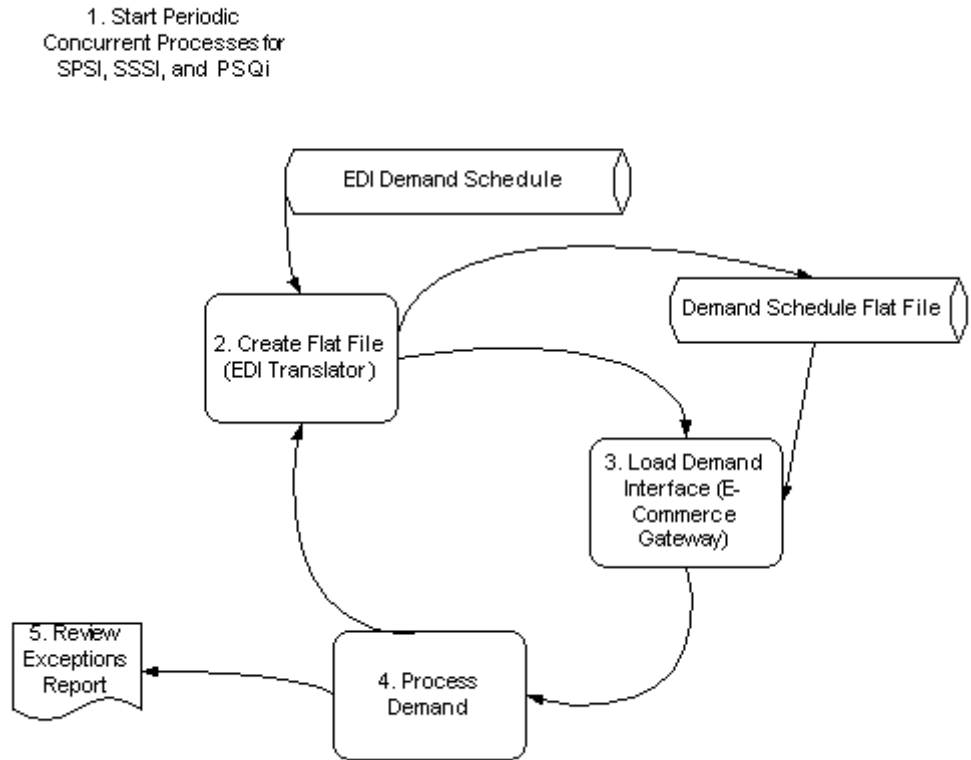 1. Start Periodic
Concurrent Processes for
SPSI, SSSI, and PSQi
EDI Demand Schedule
Demand Schedule Flat File
2. Create Flat File
(EDI Translator)
3. Load Demand
Interface (E-
Commerce
Gateway)
5. Review
Exceptions
Report
4. Process
Demand